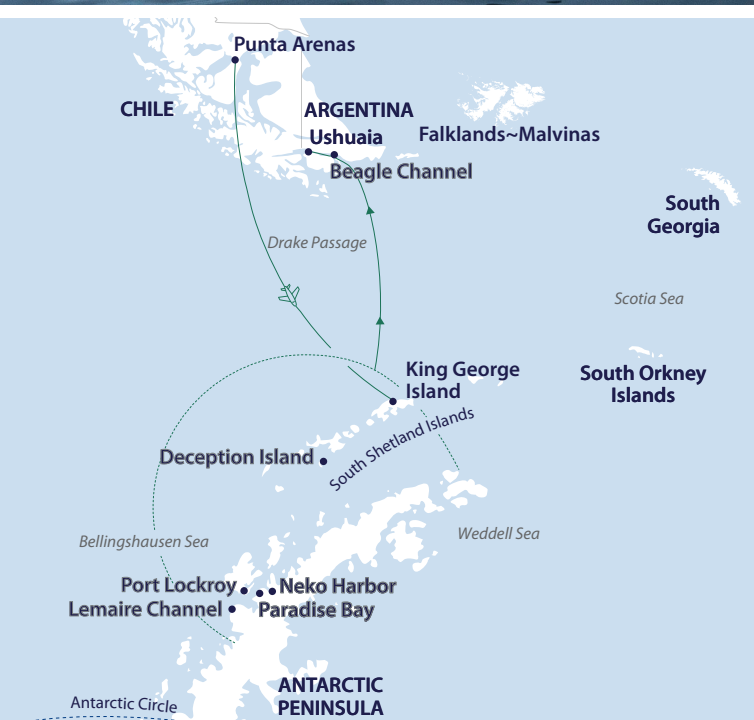 Punta Arenas
CHILE
ARGENTINA
Ushuaia
Falklands~Malvinas
Beagle Channel
South
Georgia
Drake Passage
Scotia Sea
King George
Island
South Orkney
Islands
South Shetland Islands
Deception Island
Weddell Sea
Bellingshausen Sea
Port Lockroy
Neko Harbor
Lemaire Channel
Paradise Bay
ANTARCTIC
PENINSULA
Antarctic Circle